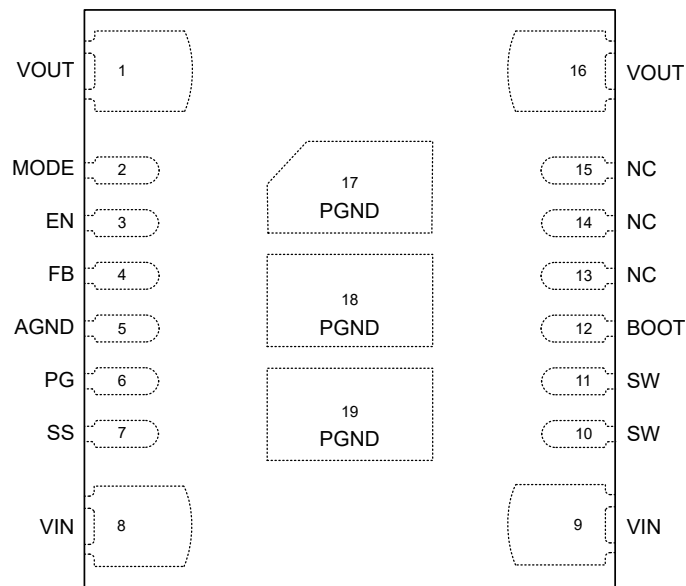 VOUT 1 16 VOUT
MODE 2 15 NC
17
PGND
EN 3 14 NC
FB 4 13 NC
18
PGND
AGND 5 12 BOOT
PG 6 11 SW
19
PGND
SS 7 10 SW
VIN 8 9 VIN